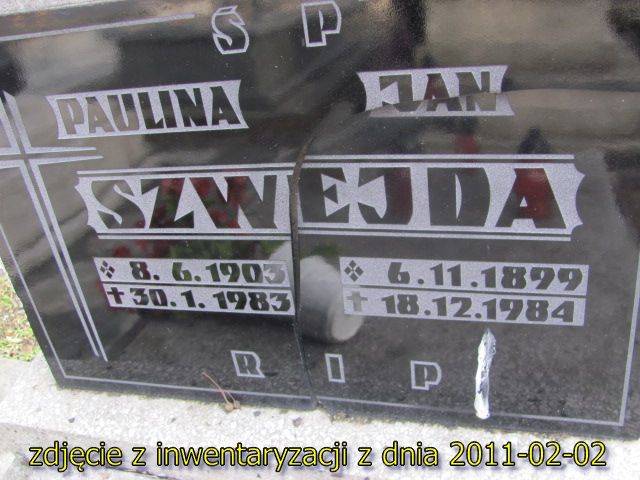 Ś P
PAULINA JAN
SZWEJDA
8.6.1903 6.11.1899
30.1.1983 18.12.1984
R I P
zdjęcie z inwentaryzacji z dnia 2011-02-02